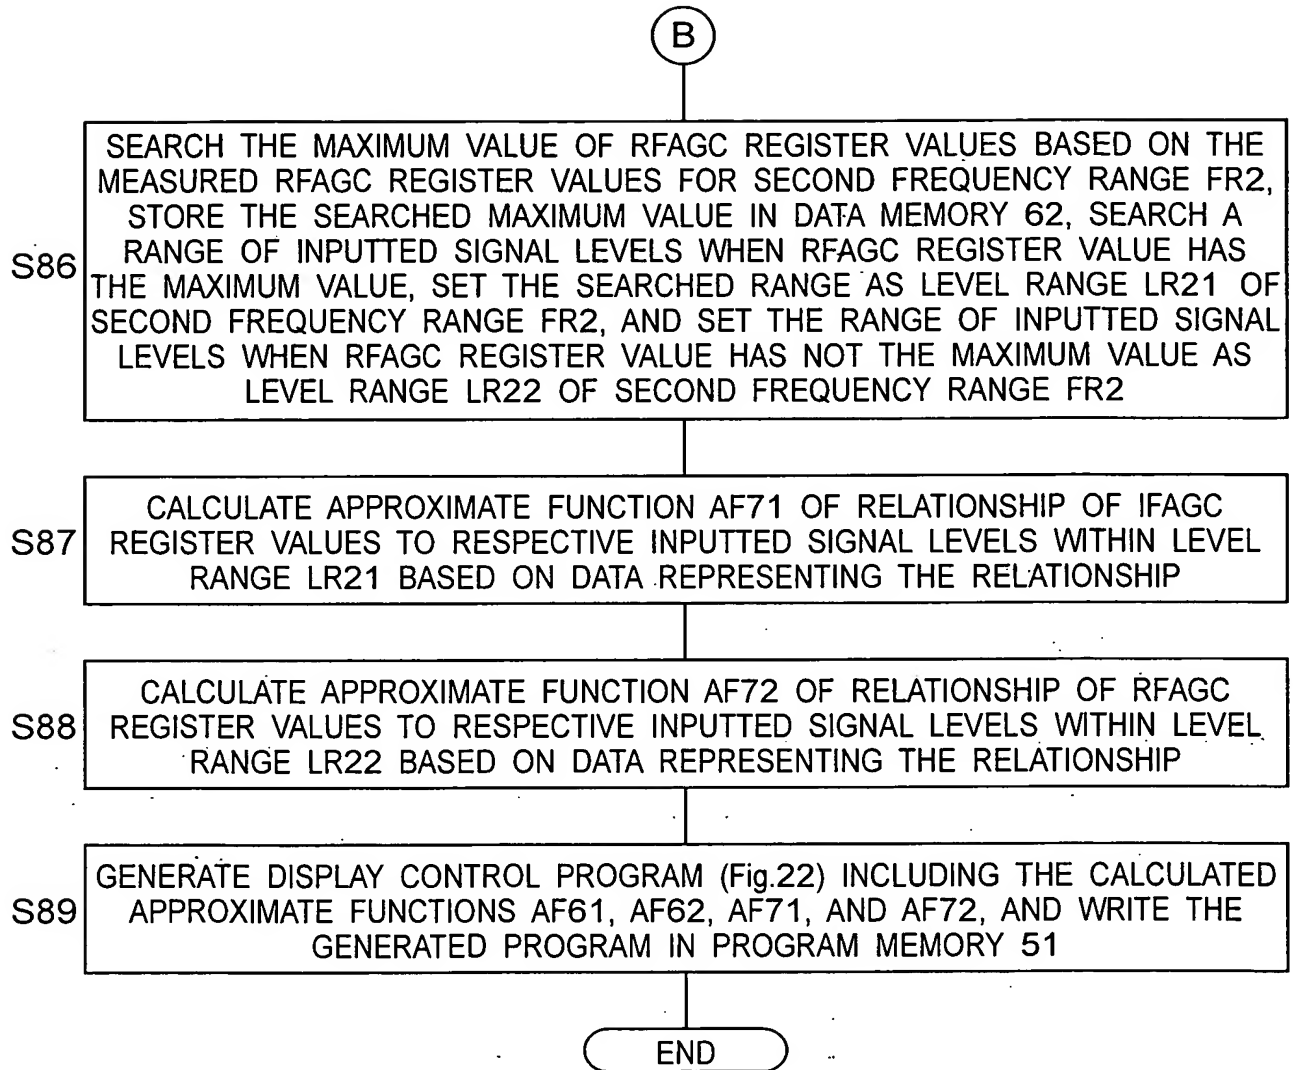 B
SEARCH THE MAXIMUM VALUE OF RFAGC REGISTER VALUES BASED ON THE
MEASURED RFAGC REGISTER VALUES FOR SECOND FREQUENCY RANGE FR2,
STORE THE SEARCHED MAXIMUM VALUE IN DATA MEMORY 62, SEARCH A
RANGE OF INPUTTED SIGNAL LEVELS WHEN RFAGC REGISTER VALUE HAS
S86
THE MAXIMUM VALUE, SET THE SEARCHED RANGE AS LEVEL RANGE LR21 OF
SECOND FREQUENCY RANGE FR2, AND SET THE RANGE OF INPUTTED SIGNAL
LEVELS WHEN RFAGC REGISTER VALUE HAS NOT THE MAXIMUM VALUE AS
LEVEL RANGE LR22 OF SECOND FREQUENCY RANGE FR2
CALCULATE APPROXIMATE FUNCTION AF71 OF RELATIONSHIP OF IFAGC
S87
REGISTER VALUES TO RESPECTIVE INPUTTED SIGNAL LEVELS WITHIN LEVEL
RANGE LR21 BASED ON DATA REPRESENTING THE RELATIONSHIP
CALCULATE APPROXIMATE FUNCTION AF72 OF RELATIONSHIP OF RFAGC
S88
REGISTER VALUES TO RESPECTIVE INPUTTED SIGNAL LEVELS WITHIN LEVEL
RANGE LR22 BASED ON DATA REPRESENTING THE RELATIONSHIP
GENERATE DISPLAY CONTROL PROGRAM (Fig.22) INCLUDING THE CALCULATED
S89
APPROXIMATE FUNCTIONS AF61, AF62, AF71, AND AF72, AND WRITE THE
GENERATED PROGRAM IN PROGRAM MEMORY 51
END